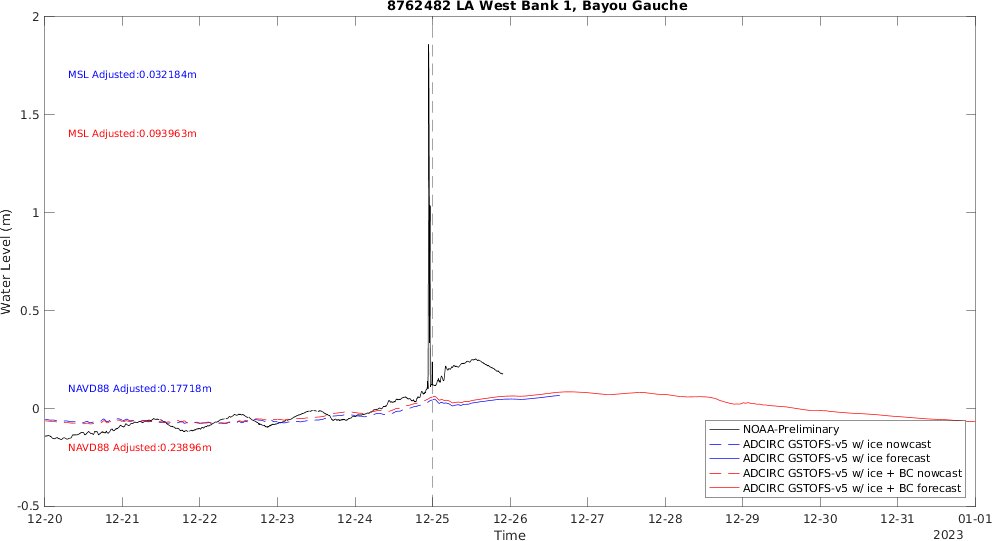 8762482 LA West Bank 1, Bayou Gauche
2
MSL Adjusted:0.032184m
1.5
MSL Adjusted:0.093963m
1
Water Level (m)
0.5
NAVD88 Adjusted:0.17718m
0
NAVD88 Adjusted:0.23896m
NOAA-Preliminary
ADCIRC GSTOFS-v5 w/ ice nowcast
ADCIRC GSTOFS-v5 w/ ice forecast
ADCIRC GSTOFS-v5 w/ ice + BC nowcast
ADCIRC GSTOFS-v5 w/ ice + BC forecast
-0.5
12-20 12-21 12-22 12-23 12-24 12-25 12-26 12-27 12-28 12-29 12-30 12-31 01-01
Time
2023